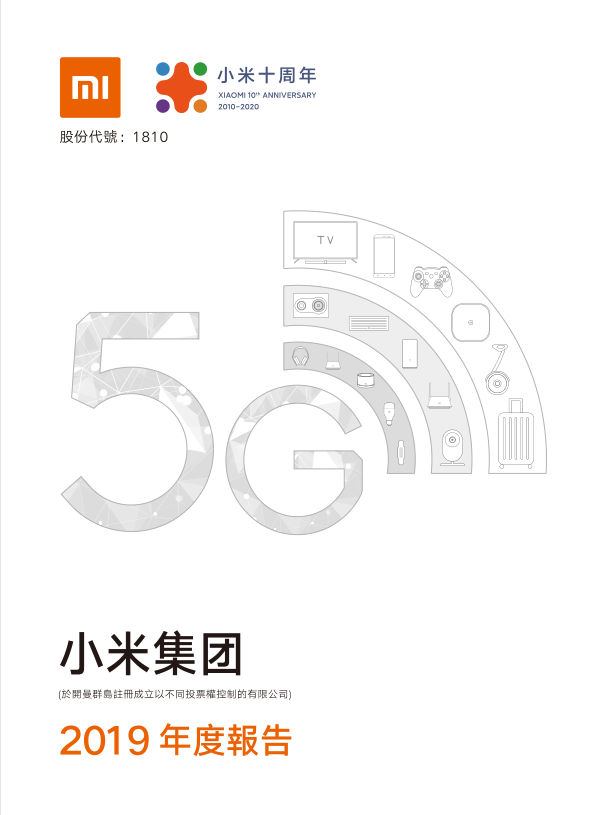 mi
小米十周年
XIAOMI 10th ANNIVERSARY
2010-2020
股份代號：1810
TV
5G
小米集团
(於開曼群島註冊成立以不同投票權控制的有限公司)
2019 年度報告